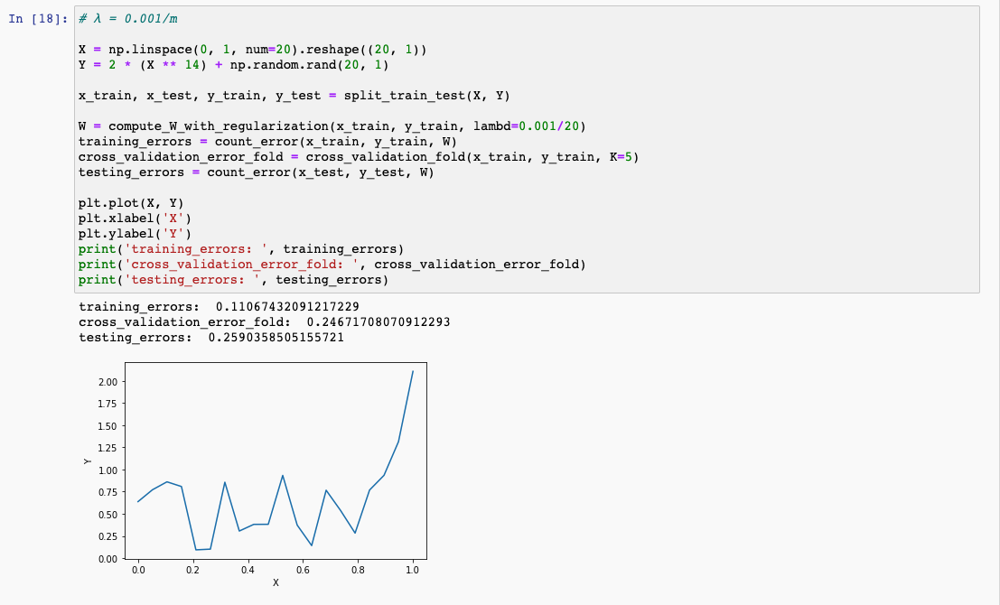 In [18]:
# λ = 0.001/m
X = np.linspace(0, 1, num=20).reshape((20, 1))
Y = 2 * (X ** 14) + np.random.rand(20, 1)
x_train, x_test, y_train, y_test = split_train_test(X, Y)
W = compute_W_with_regularization(x_train, y_train, lambd=0.001/20)
training_errors = count_error(x_train, y_train, W)
cross_validation_error_fold = cross_validation_fold(x_train, y_train, K=5)
testing_errors = count_error(x_test, y_test, W)
plt.plot(X, Y)
plt.xlabel('X')
plt.ylabel('Y')
print('training_errors: ', training_errors)
print('cross_validation_error_fold: ', cross_validation_error_fold)
print('testing_errors: ', testing_errors)
training_errors:  0.11067432091217229
cross_validation_error_fold:  0.24671708070912293
testing_errors:  0.2590358505155721
2.00
1.75
1.50
1.25
1.00
0.75
0.50
0.25
0.00
Y
0.0 0.2 0.4 0.6 0.8 1.0
X